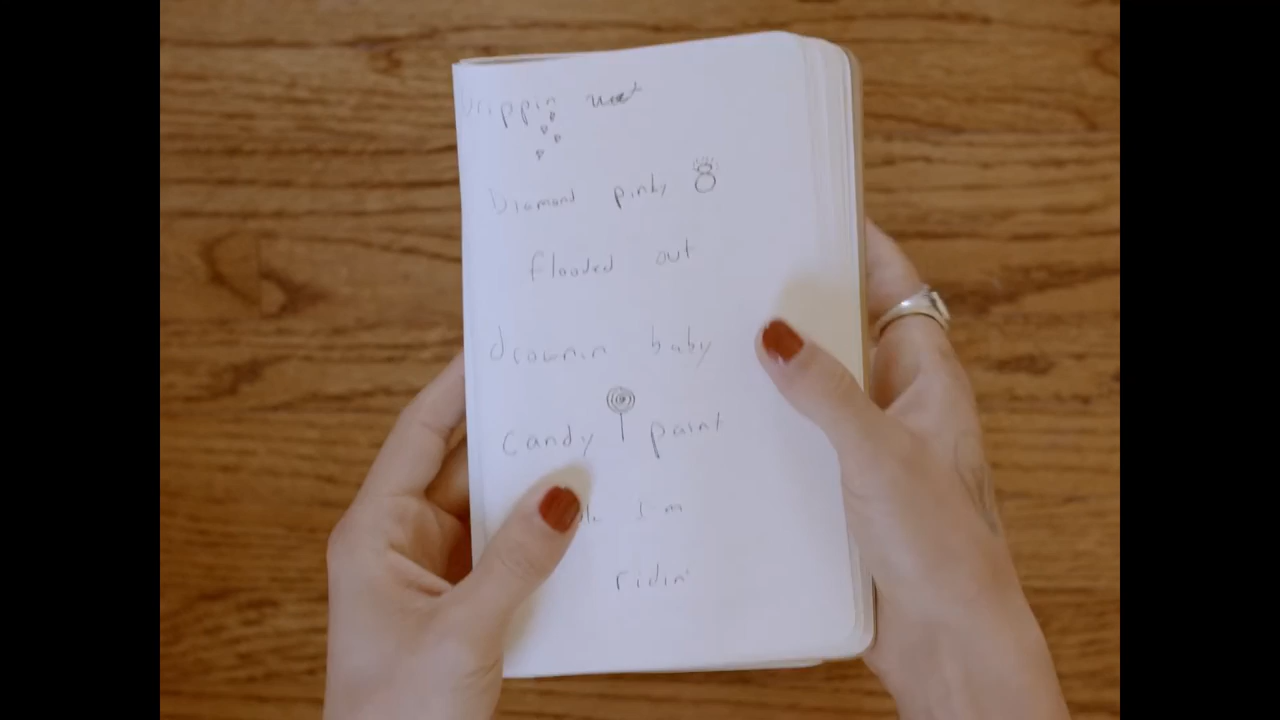 drippin wet
diamond pinky
flooded out
drownin baby
candy paint
I'm
ridin'